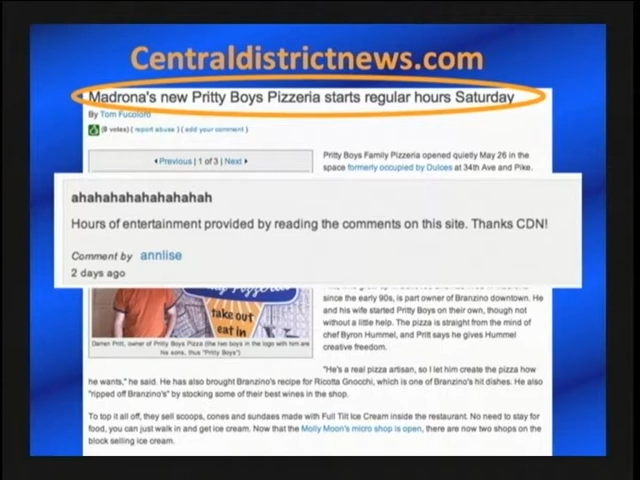 Centraldistrictnews.com
Madrona's new Pritty Boys Pizzeria starts regular hours Saturday
By Tom Fucoloro
(0 votes) ( report abuse ) ( add your comment )
Previous | 1 of 3 | Next
Pritty Boys Family Pizzeria opened quietly May 26 in the
space formerly occupied by Dulces at 34th Ave and Pike.
ahahahahahahahahah
Hours of entertainment provided by reading the comments on this site. Thanks CDN!
Comment by annlise
2 days ago
take out
eat in
Darren Pritt, owner of Pritty Boys Pizza (the two boys in the logo with him are
his sons, thus "Pritty Boys")
since the early 90s, is part owner of Branzino downtown. He
and his wife started Pritty Boys on their own, though not
without a little help. The pizza is straight from the mind of
chef Byron Hummel, and Pritt says he gives Hummel
creative freedom.
"He's a real pizza artisan, so I let him create the pizza how
he wants," he said. He has also brought Branzino's recipe for Ricotta Gnocchi, which is one of Branzino's hit dishes. He also
"ripped off Branzino's" by stocking some of their best wines in the shop.
To top it all off, they sell scoops, cones and sundaes made with Full Tilt Ice Cream inside the restaurant. No need to stay for
food, you can just walk in and get ice cream. Now that the Molly Moon's micro shop is open, there are now two shops on the
block selling ice cream.